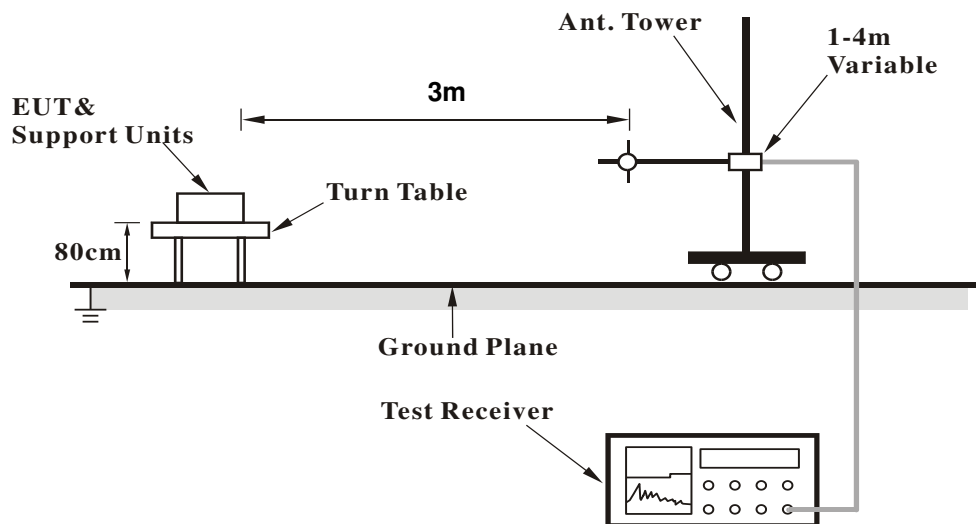 Ant. Tower
1-4m
Variable
3m
EUT&
Support Units
Turn Table
80cm
Ground Plane
Test Receiver